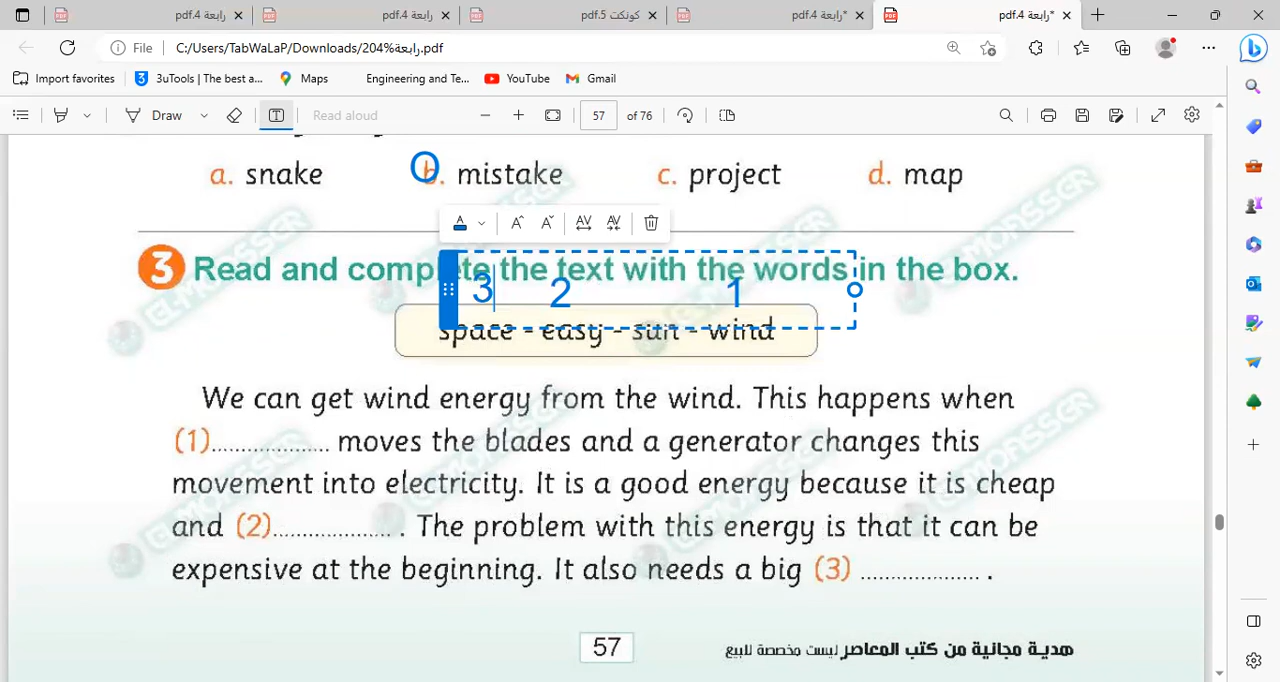 رابعة 4.pdf
رابعة 4.pdf
كونكت 5.pdf
*رابعة 4.pdf
*رابعة 4.pdf
File
C:/Users/TabWaLaP/Downloads/204%رابعة.pdf
Import favorites
3uTools | The best a...
Maps
Engineering and Te...
YouTube
Gmail
Draw
Read aloud
57 of 76
a. snake
b. mistake
c. project
d. map
3 Read and complete the text with the words in the box.
3 2 1
space - easy - sun - wind
We can get wind energy from the wind. This happens when
(1).................... moves the blades and a generator changes this
movement into electricity. It is a good energy because it is cheap
and (2).................... . The problem with this energy is that it can be
expensive at the beginning. It also needs a big (3) .................... .
57
هدية مجانية من كتب المعاصر ليست مخصصة للبيع
ELMOASSER